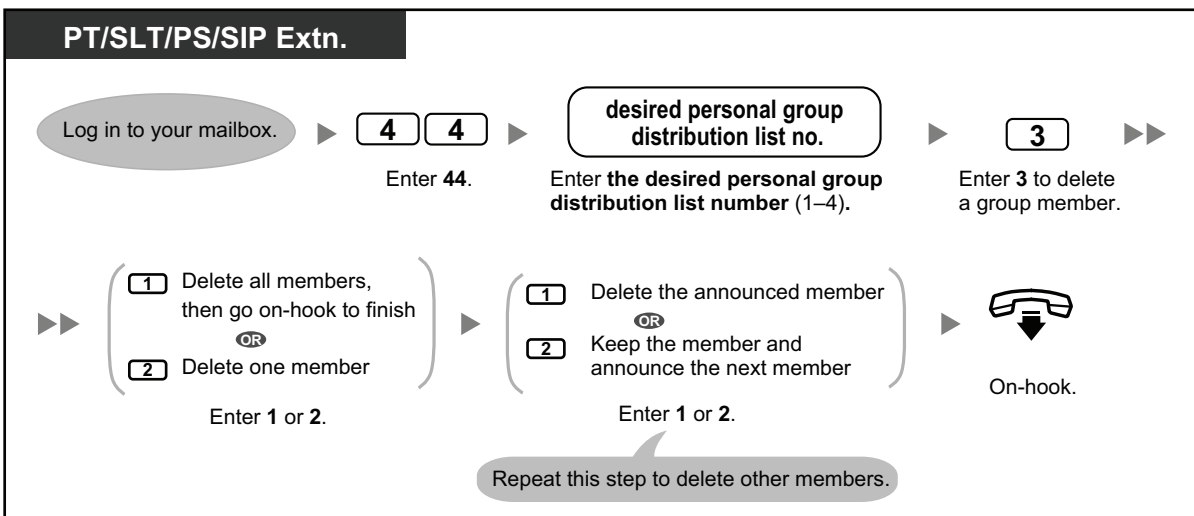 PT/SLT/PS/SIP Extn.
Log in to your mailbox.
4 4
Enter 44.
desired personal group
distribution list no.
Enter the desired personal group
distribution list number (1–4).
3
Enter 3 to delete
a group member.
1 Delete all members,
then go on-hook to finish
OR
2 Delete one member
Enter 1 or 2.
1 Delete the announced member
OR
2 Keep the member and
announce the next member
Enter 1 or 2.
Repeat this step to delete other members.
On-hook.